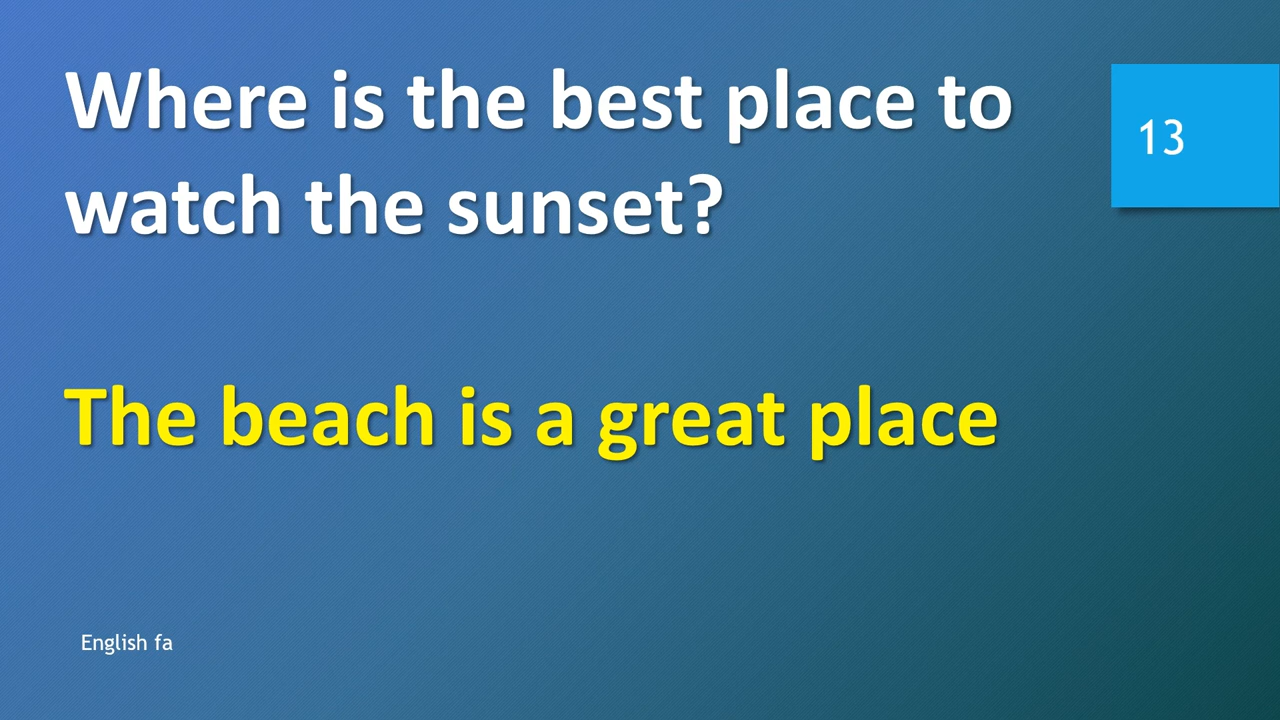 Where is the best place to
watch the sunset?
13
The beach is a great place
English fa